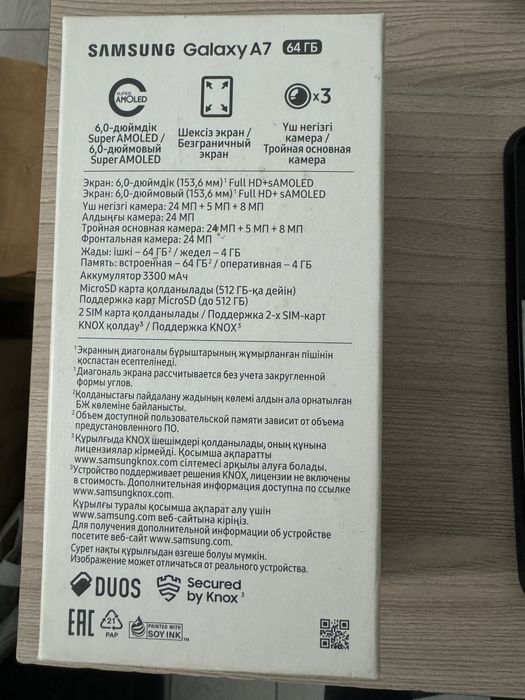 SAMSUNG Galaxy A7 64 ГБ
SUPER AMOLED
x3
6,0-дюймдік
Super AMOLED /
6,0-дюймовый
Super AMOLED
Шексіз экран /
Безграничный
экран
Үш негізгі
камера /
Тройная основная
камера
Экран: 6,0-дюймдік (153,6 мм)¹ Full HD+sAMOLED
Экран: 6,0-дюймовый (153,6 мм)¹ Full HD+ sAMOLED
Үш негізгі камера: 24 МП + 5 МП + 8 МП
Алдыңғы камера: 24 МП
Тройная основная камера: 24 МП + 5 МП + 8 МП
Фронтальная камера: 24 МП
Жады: ішкі – 64 ГБ² / жедел – 4 ГБ
Память: встроенная – 64 ГБ² / оперативная – 4 ГБ
Аккумулятор 3300 мАч
MicroSD карта қолданылады (512 ГБ-қа дейін)
Поддержка карт MicroSD (до 512 ГБ)
2 SIM карта қолданылады / Поддержка 2-х SIM-карт
KNOX қолдау³ / Поддержка KNOX³
¹Экранның диагоналы бұрыштарының жұмырланған пішінін
қоспастан есептелінеді.
¹Диагональ экрана рассчитывается без учета закругленной
формы углов.
²Қолданыстағы пайдалану жадының көлемі алдын ала орнатылған
БЖ көлеміне байланысты.
²Объем доступной пользовательской памяти зависит от объема
предустановленного ПО.
³Құрылғыда KNOX шешімдері қолданылады, оның құнына
лицензиялар кірмейді. Қосымша ақпаратты
www.samsungknox.com сілтемесі арқылы алуға болады.
³Устройство поддерживает решения KNOX, лицензии не включены
в стоимость. Дополнительная информация доступна по ссылке
www.samsungknox.com.
Құрылғы туралы қосымша ақпарат алу үшін
www.samsung.com веб-сайтына кіріңіз.
Для получения дополнительной информации об устройстве
посетите веб-сайт www.samsung.com.
Сурет нақты құрылғыдан өзгеше болуы мүмкін.
Изображение может отличаться от реального устройства.
DUOS
Secured
by Knox³
EAC
21
PAP
PRINTED WITH
SOY INK™